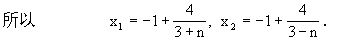 所以 x₁ = −1 + 4/(3+n), x₂ = −1 + 4/(3−n).